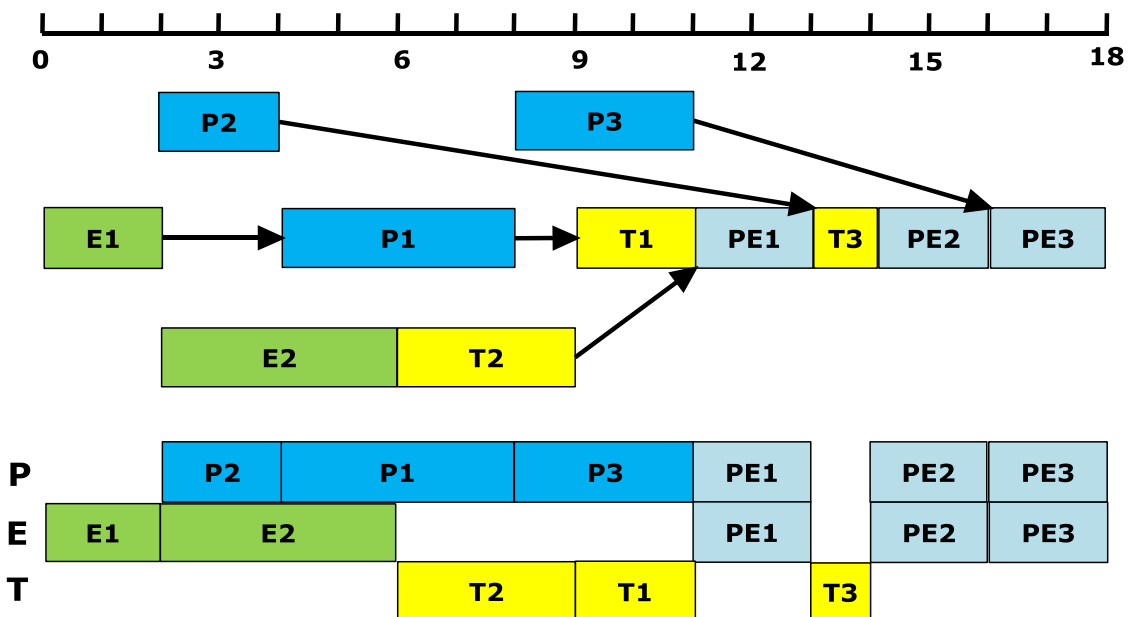 0 3 6 9 12 15 18
P2 P3
E1 P1 T1 PE1 T3 PE2 PE3
E2 T2
P P2 P1 P3 PE1 PE2 PE3
E E1 E2 PE1 PE2 PE3
T T2 T1 T3